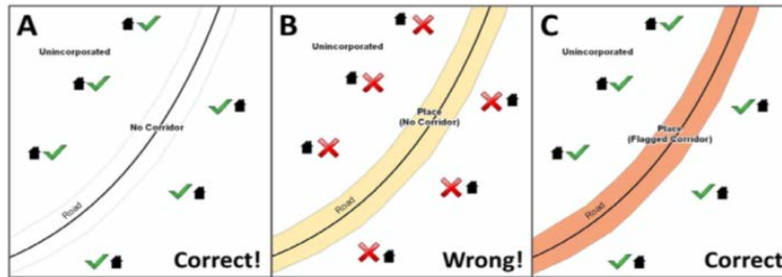 A
Unincorporated
No Corridor
Road
Correct!
B
Unincorporated
Place
(No Corridor)
Road
Wrong!
C
Unincorporated
Place
(Flagged Corridor)
Road
Correct